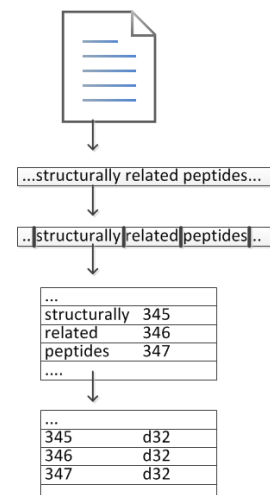 ...structurally related peptides...
..|structurally|related|peptides|..
...
structurally 345
related 346
peptides 347
....
...
345 d32
346 d32
347 d32